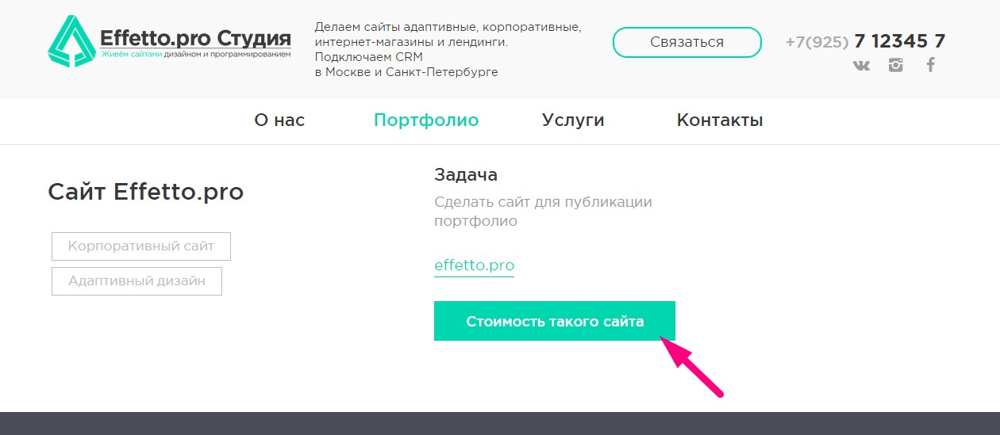 Effetto.pro Студия
Живём сайтами дизайном и программированием
Делаем сайты адаптивные, корпоративные,
интернет-магазины и лендинги.
Подключаем CRM
в Москве и Санкт-Петербурге
Связаться
+7(925) 7 12345 7
О нас
Портфолио
Услуги
Контакты
Сайт Effetto.pro
Корпоративный сайт
Адаптивный дизайн
Задача
Сделать сайт для публикации
портфолио
effetto.pro
Стоимость такого сайта